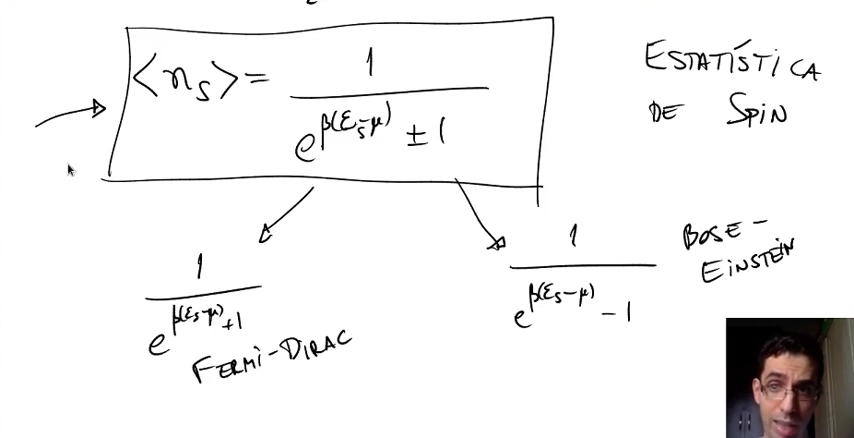 <n_s> = 1 / (e^{β(ε_s-μ)} ± 1)
ESTATÍSTICA
DE SPIN
1 / (e^{β(ε_s-μ)} + 1)
FERMI-DIRAC
1 / (e^{β(ε_s-μ)} - 1)
BOSE-
EINSTEIN